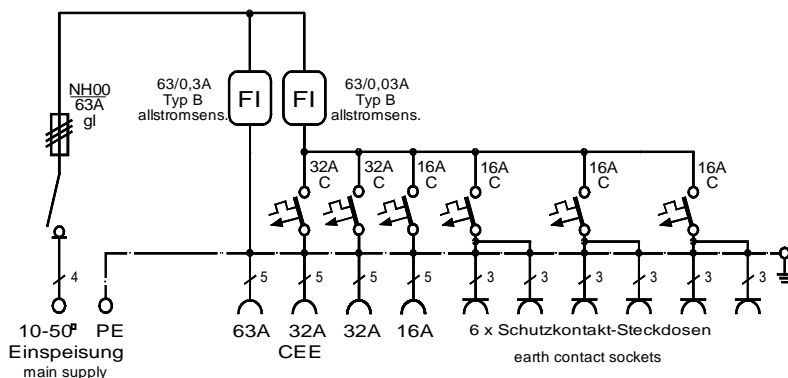 NH00
63A
gl
63/0,3A
Typ B
allstromsens.
FI
FI
63/0,03A
Typ B
allstromsens.
32A
C
32A
C
16A
C
16A
C
16A
C
16A
C
4
5
5
5
5
3
3
3
3
3
3
10-50
PE
Einspeisung
main supply
63A
32A
32A
16A
CEE
6 x Schutzkontakt-Steckdosen
earth contact sockets